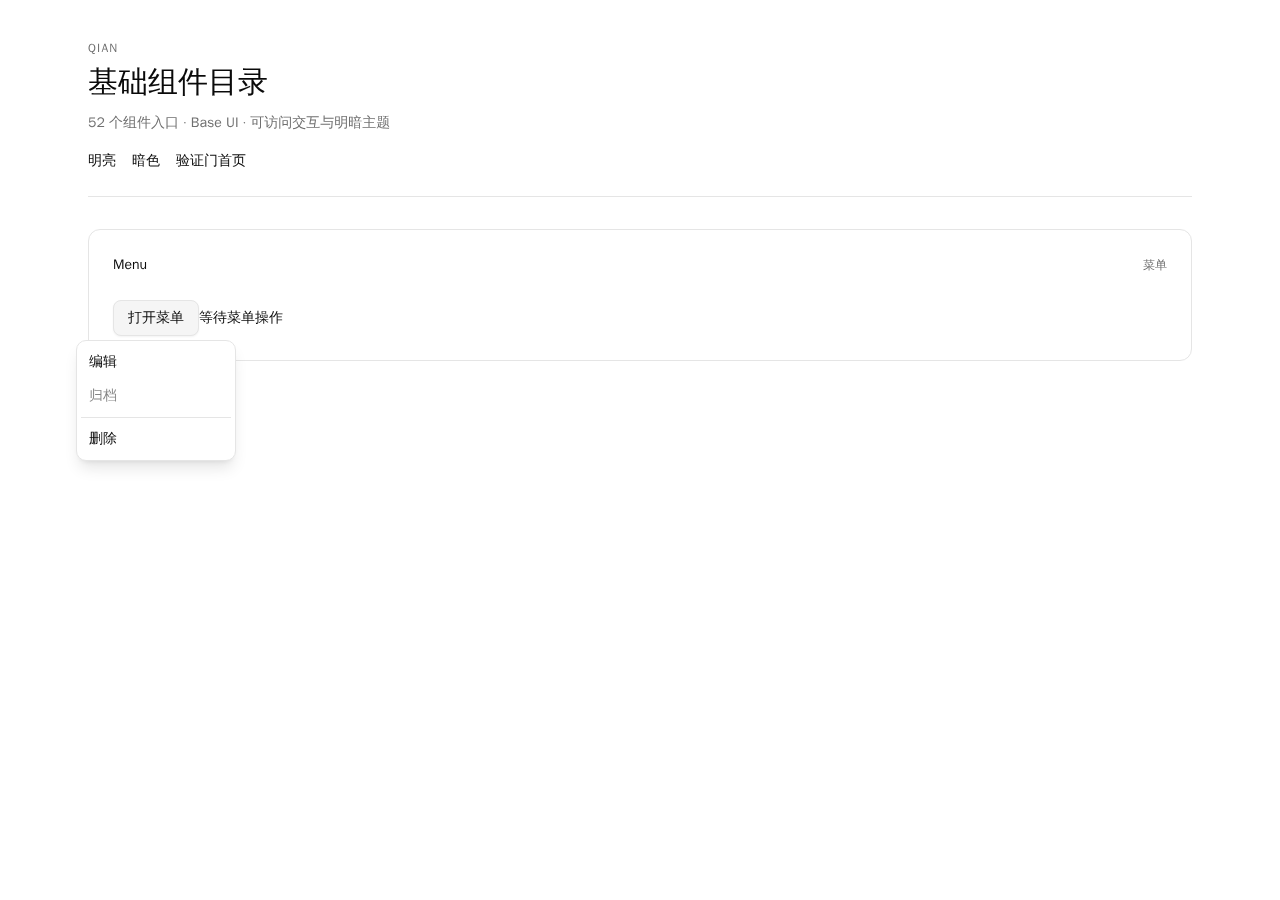 QIAN
基础组件目录
52 个组件入口 · Base UI · 可访问交互与明暗主题
明亮 暗色 验证门首页
Menu 菜单
打开菜单 等待菜单操作
编辑
归档
删除